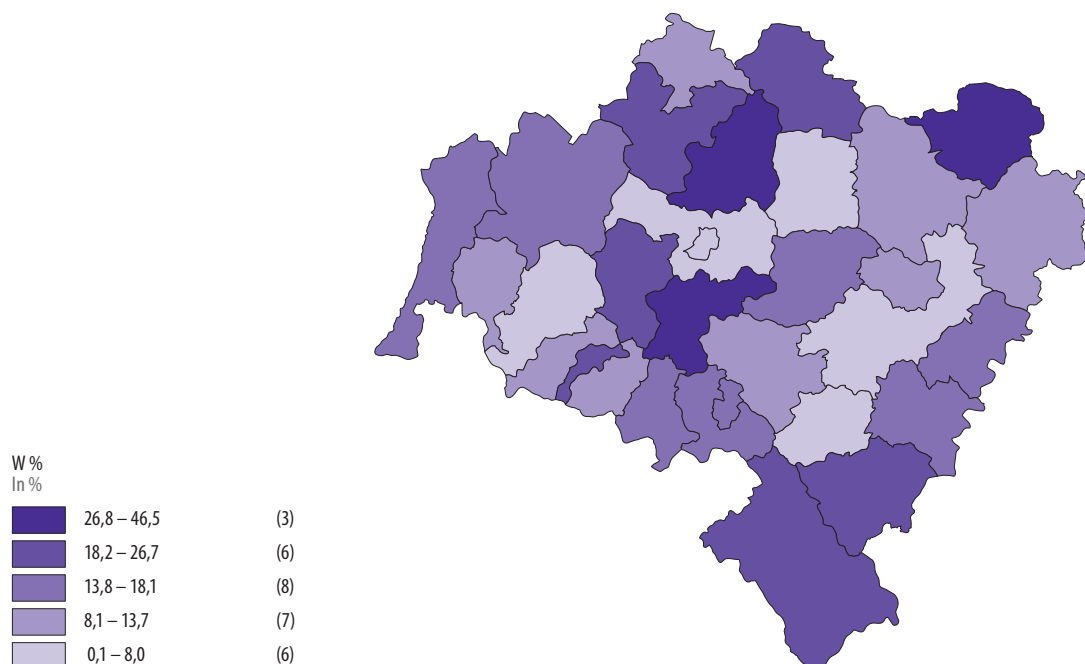 W %
In %
26,8 – 46,5 (3)
18,2 – 26,7 (6)
13,8 – 18,1 (8)
8,1 – 13,7 (7)
0,1 – 8,0 (6)